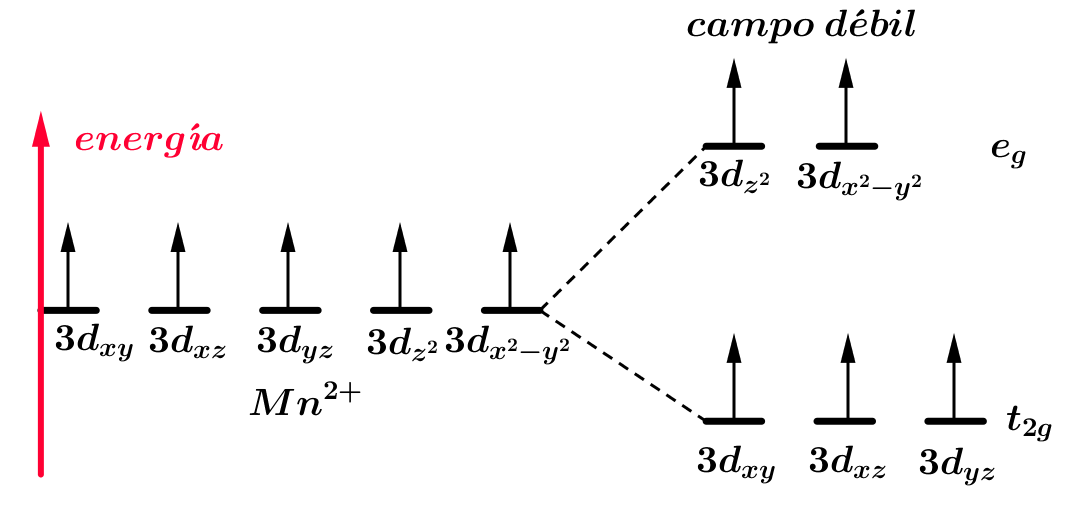 campo débil
energía
3d_{z^2} 3d_{x^2-y^2} e_g
3d_{xy} 3d_{xz} 3d_{yz} 3d_{z^2} 3d_{x^2-y^2}
Mn^{2+}
t_{2g}
3d_{xy} 3d_{xz} 3d_{yz}